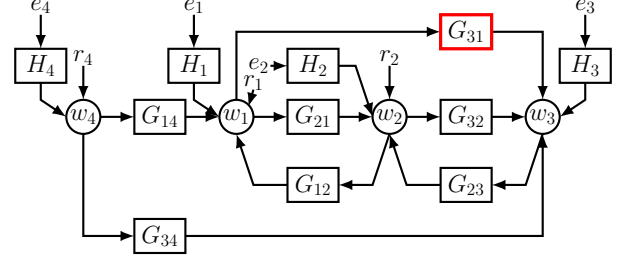 e₄ e₁ e₃
G₃₁
H₄ r₄ H₁ e₂ H₂ r₂ H₃
r₁
w₄ G₁₄ w₁ G₂₁ w₂ G₃₂ w₃
G₁₂ G₂₃
G₃₄